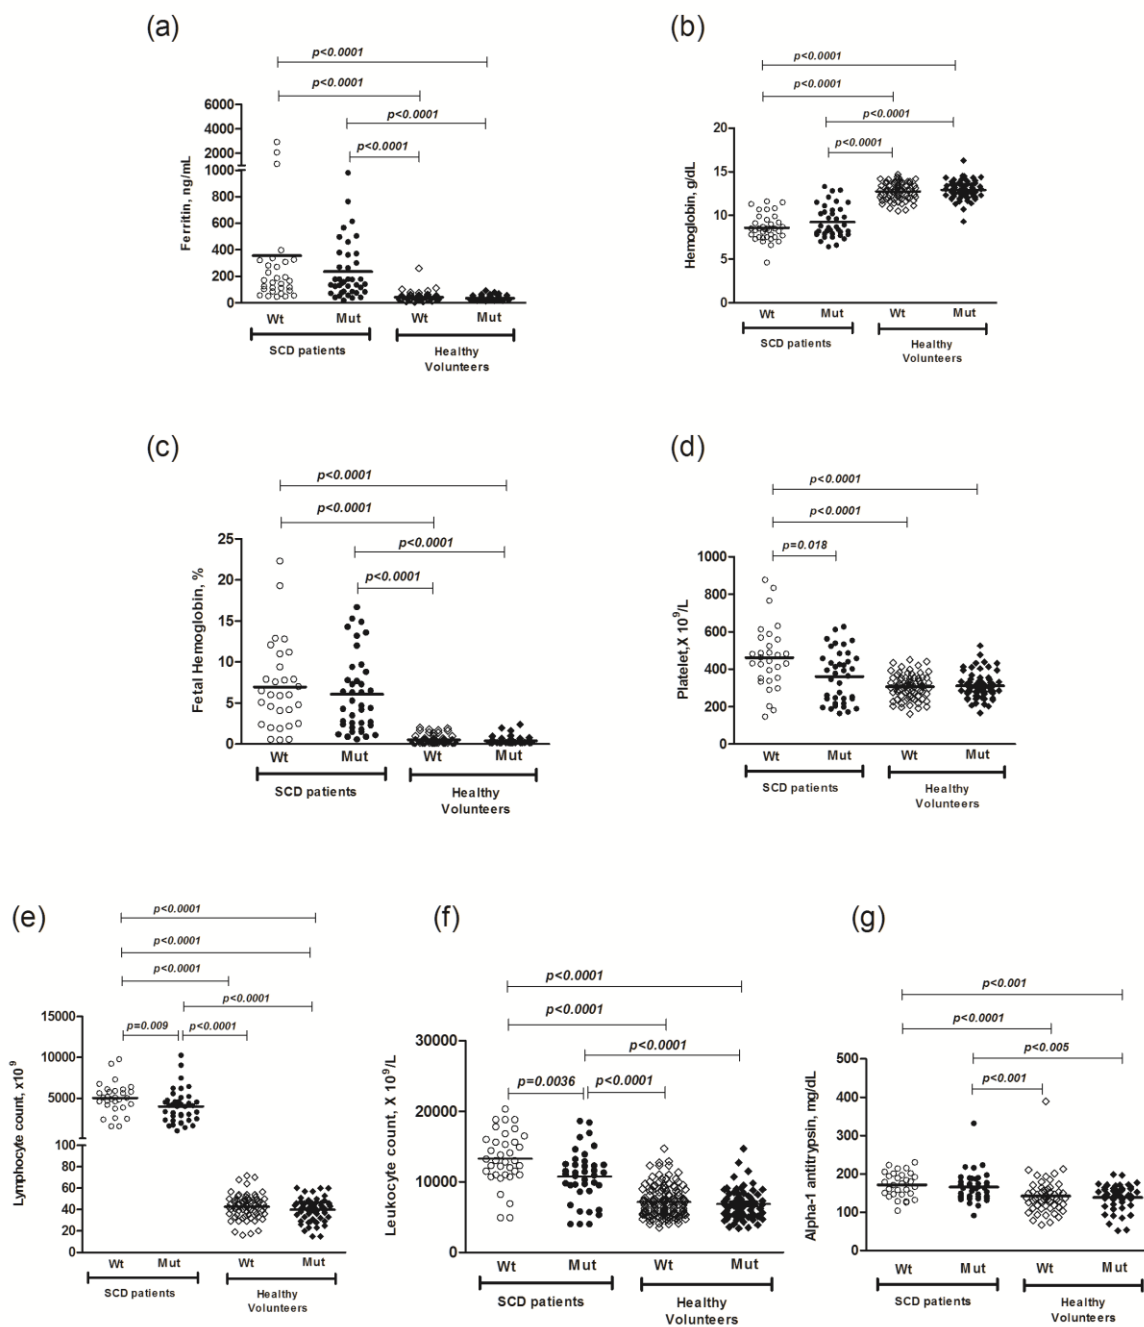 (a)
p<0.0001
p<0.0001
p<0.0001
p<0.0001
Ferritin, ng/mL
6000
4000
2000
1000
800
600
400
200
0
Wt Mut Wt Mut
SCD patients Healthy
Volunteers
(b)
p<0.0001
p<0.0001
p<0.0001
p<0.0001
Hemoglobin, g/dL
20
15
10
5
0
Wt Mut Wt Mut
SCD patients Healthy
Volunteers
(c)
p<0.0001
p<0.0001
p<0.0001
p<0.0001
Fetal Hemoglobin, %
25
20
15
10
5
0
Wt Mut Wt Mut
SCD patients Healthy
Volunteers
(d)
p<0.0001
p<0.0001
p=0.018
Platelet,X 10⁹/L
1000
800
600
400
200
0
Wt Mut Wt Mut
SCD patients Healthy
Volunteers
(e)
p<0.0001
p<0.0001
p<0.0001
p<0.0001
p=0.009 p<0.0001
Lymphocyte count, x10⁹
15000
10000
5000
100
80
60
40
20
0
Wt Mut Wt Mut
SCD patients Healthy
Volunteers
(f)
p<0.0001
p<0.0001
p<0.0001
p=0.0036 p<0.0001
Leukocyte count, X 10⁹/L
30000
20000
10000
0
Wt Mut Wt Mut
SCD patients Healthy
Volunteers
(g)
p<0.001
p<0.0001
p<0.005
p<0.001
Alpha-1 antitrypsin, mg/dL
500
400
300
200
100
0
Wt Mut Wt Mut
SCD patients Healthy
Volunteers